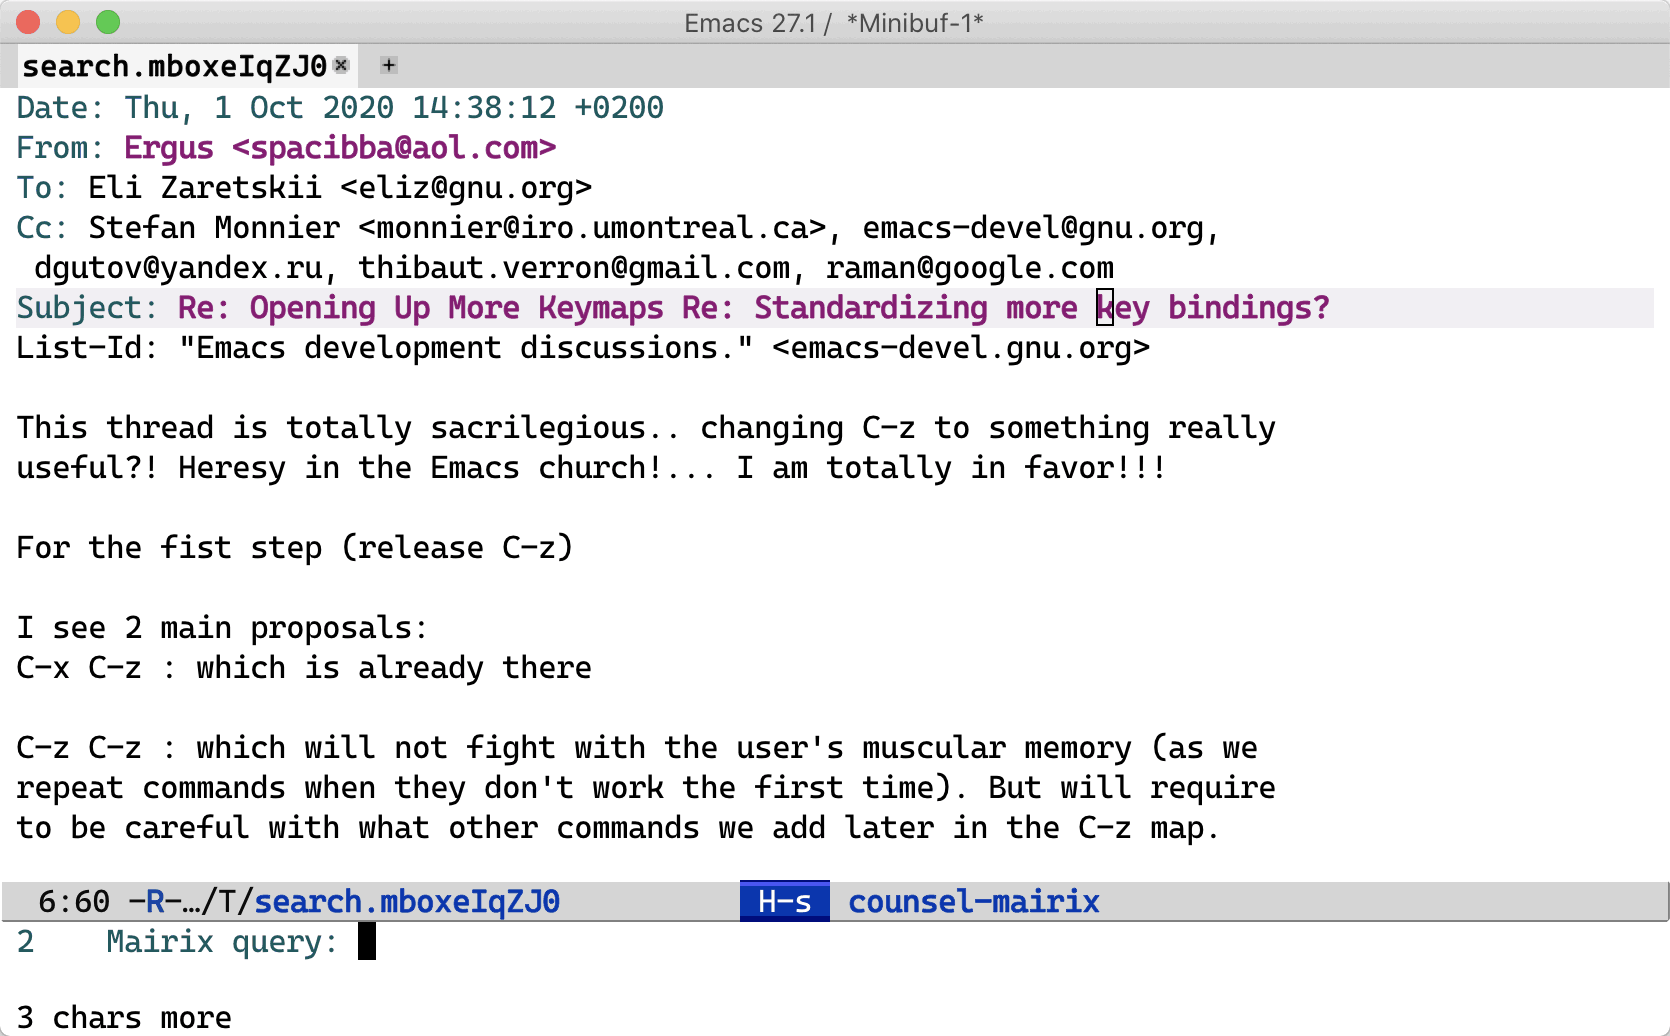 Emacs 27.1 / *Minibuf-1*
search.mboxeIqZJ0 × +
Date: Thu, 1 Oct 2020 14:38:12 +0200
From: Ergus <spacibba@aol.com>
To: Eli Zaretskii <eliz@gnu.org>
Cc: Stefan Monnier <monnier@iro.umontreal.ca>, emacs-devel@gnu.org,
dgutov@yandex.ru, thibaut.verron@gmail.com, raman@google.com
Subject: Re: Opening Up More Keymaps Re: Standardizing more key bindings?
List-Id: "Emacs development discussions." <emacs-devel.gnu.org>
This thread is totally sacrilegious.. changing C-z to something really
useful?! Heresy in the Emacs church!... I am totally in favor!!!
For the fist step (release C-z)
I see 2 main proposals:
C-x C-z : which is already there
C-z C-z : which will not fight with the user's muscular memory (as we
repeat commands when they don't work the first time). But will require
to be careful with what other commands we add later in the C-z map.
6:60 -R-…/T/search.mboxeIqZJ0 H-s counsel-mairix
2 Mairix query:
3 chars more